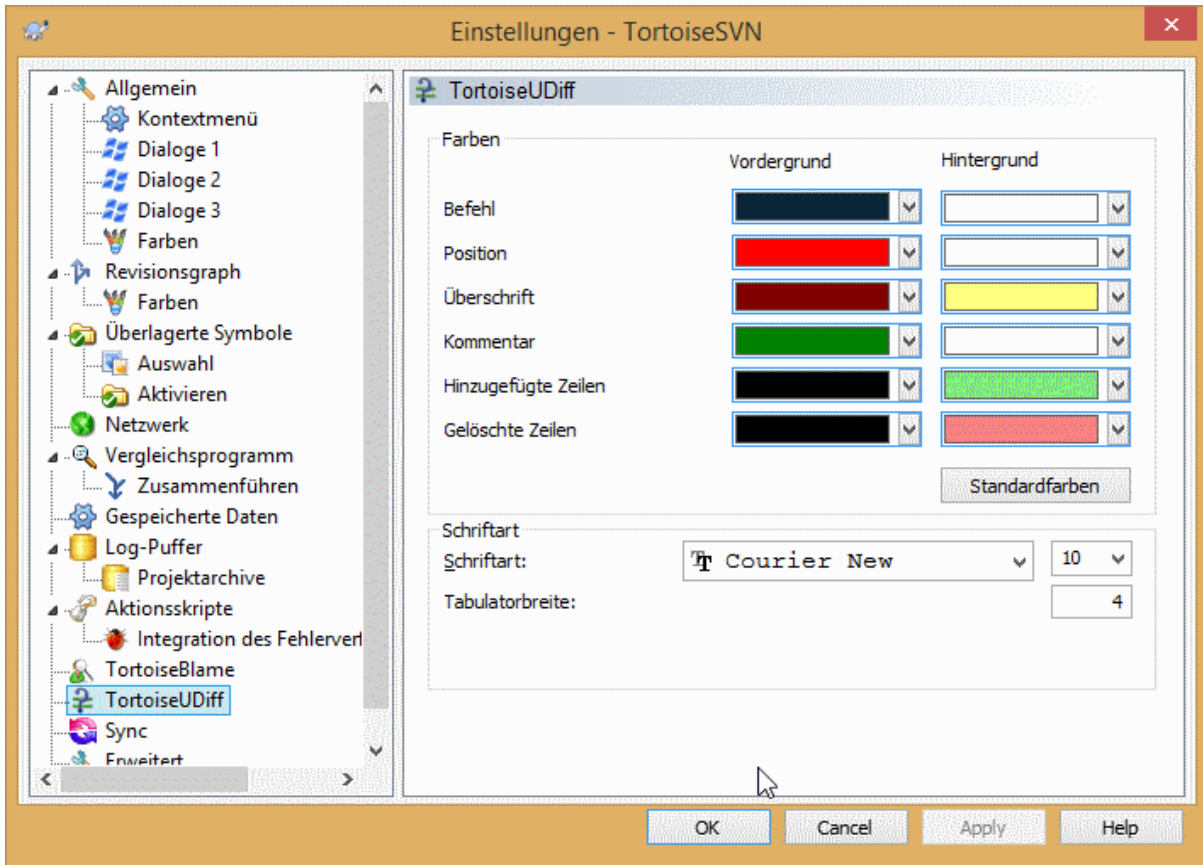 Einstellungen - TortoiseSVN
Allgemein
Kontextmenü
Dialoge 1
Dialoge 2
Dialoge 3
Farben
Revisionsgraph
Farben
Überlagerte Symbole
Auswahl
Aktivieren
Netzwerk
Vergleichsprogramm
Zusammenführen
Gespeicherte Daten
Log-Puffer
Projektarchive
Aktionsskripte
Integration des Fehlerverf
TortoiseBlame
TortoiseUDiff
Sync
Erweitert
TortoiseUDiff
Farben
Vordergrund Hintergrund
Befehl
Position
Überschrift
Kommentar
Hinzugefügte Zeilen
Gelöschte Zeilen
Standardfarben
Schriftart
Schriftart: Courier New 10
Tabulatorbreite: 4
OK Cancel Apply Help